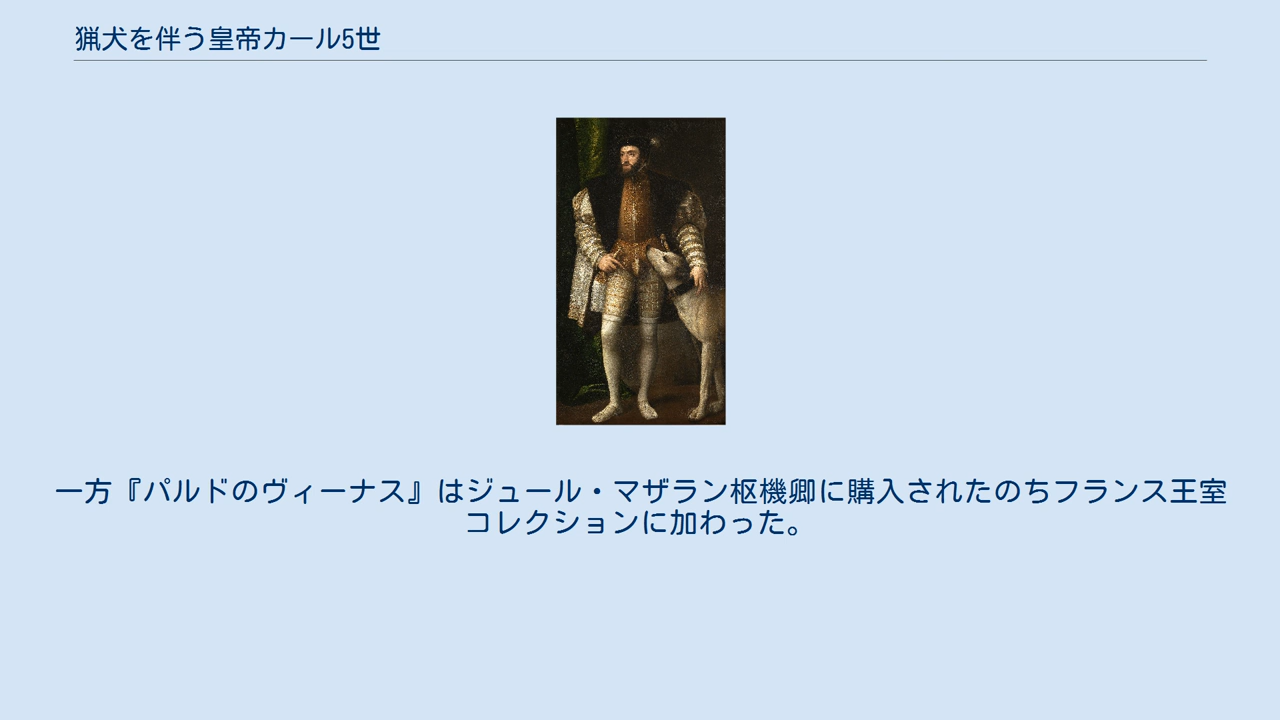 猟犬を伴う皇帝カール5世
一方『パルドのヴィーナス』はジュール・マザラン枢機卿に購入されたのちフランス王室
コレクションに加わった。